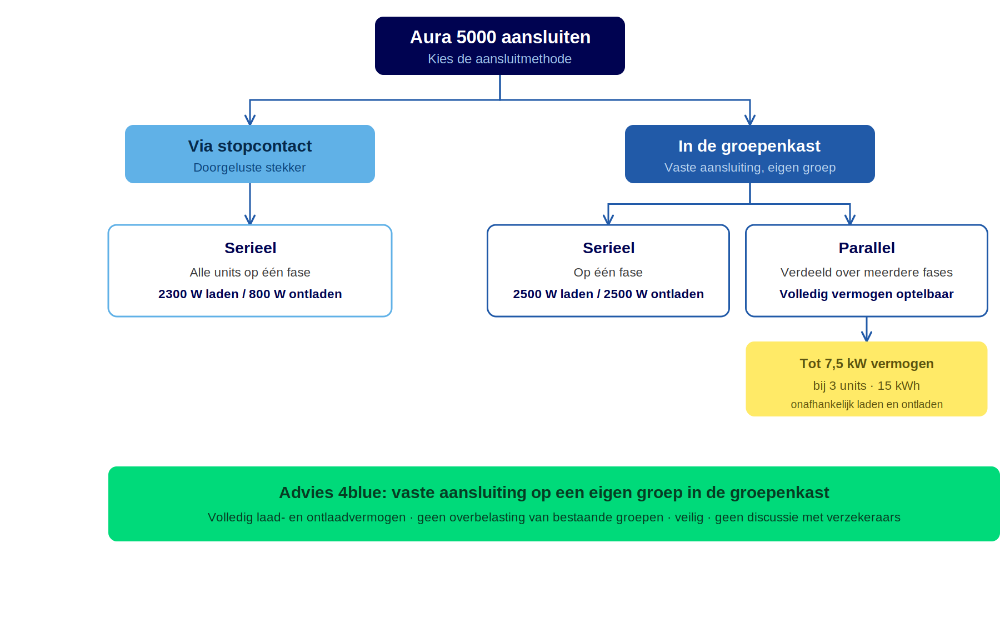 Aura 5000 aansluiten
Kies de aansluitmethode
Via stopcontact
Doorgeluste stekker
In de groepenkast
Vaste aansluiting, eigen groep
Serieel
Alle units op één fase
2300 W laden / 800 W ontladen
Serieel
Op één fase
2500 W laden / 2500 W ontladen
Parallel
Verdeeld over meerdere fases
Volledig vermogen optelbaar
Tot 7,5 kW vermogen
bij 3 units · 15 kWh
onafhankelijk laden en ontladen
Advies 4blue: vaste aansluiting op een eigen groep in de groepenkast
Volledig laad- en ontlaadvermogen · geen overbelasting van bestaande groepen · veilig · geen discussie met verzekeraars